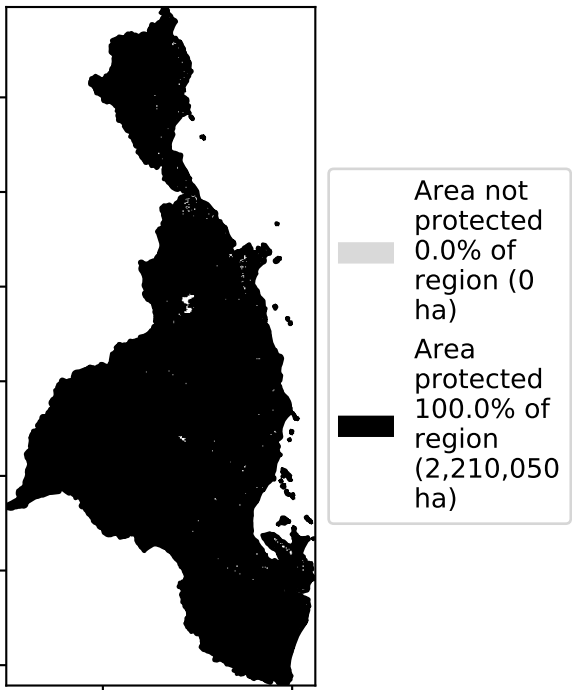 Area not
protected
0.0% of
region (0
ha)
Area
protected
100.0% of
region
(2,210,050
ha)